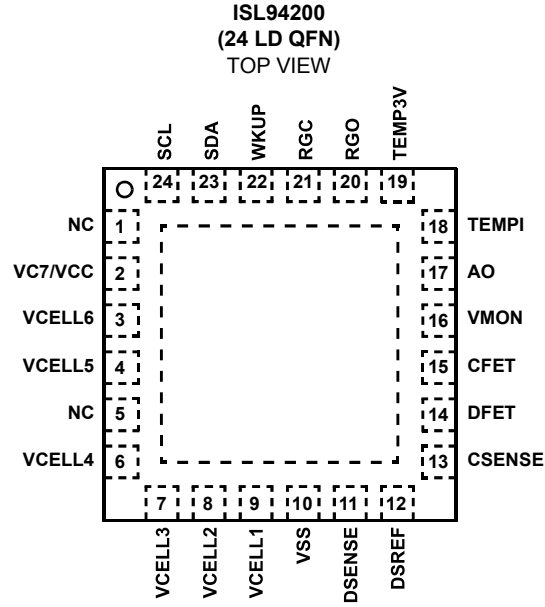 ISL94200
(24 LD QFN)
TOP VIEW
SCL
SDA
WKUP
RGC
RGO
TEMP3V
24
23
22
21
20
19
NC 1
VC7/VCC 2
VCELL6 3
VCELL5 4
NC 5
VCELL4 6
18 TEMPI
17 AO
16 VMON
15 CFET
14 DFET
13 CSENSE
7
8
9
10
11
12
VCELL3
VCELL2
VCELL1
VSS
DSENSE
DSREF